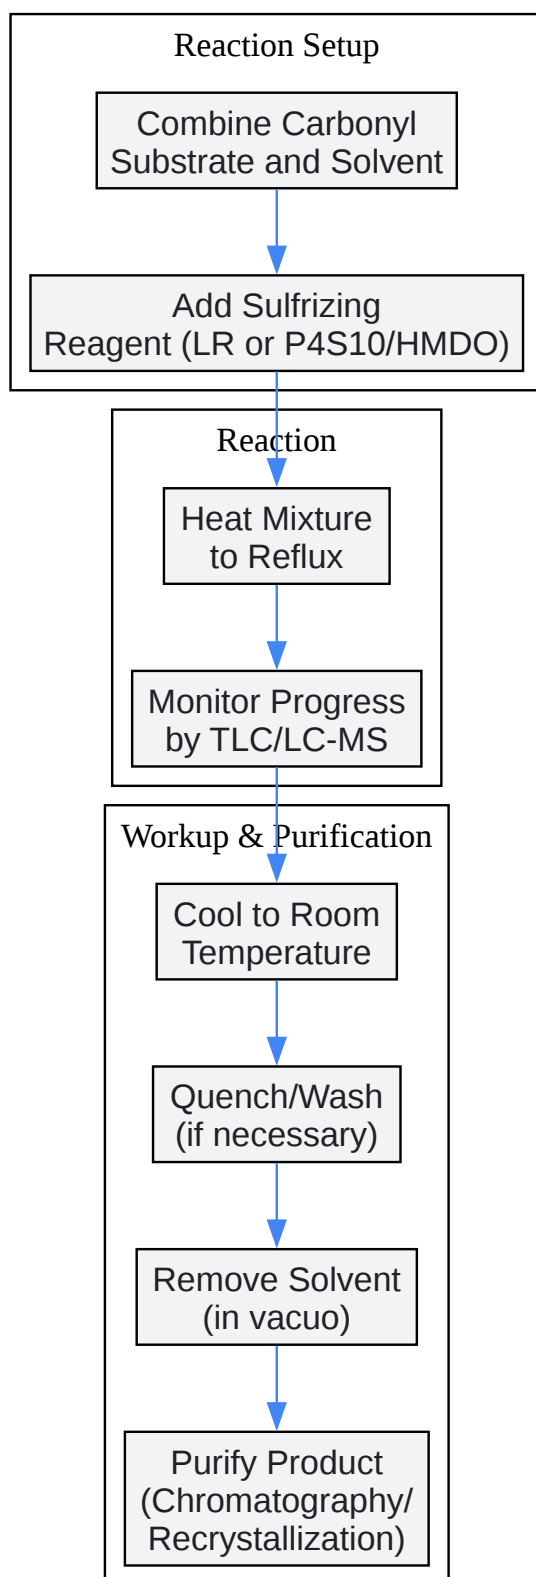 Reaction Setup
Combine Carbonyl
Substrate and Solvent
Add Sulfrizing
Reagent (LR or P4S10/HMDO)
Reaction
Heat Mixture
to Reflux
Monitor Progress
by TLC/LC-MS
Workup & Purification
Cool to Room
Temperature
Quench/Wash
(if necessary)
Remove Solvent
(in vacuo)
Purify Product
(Chromatography/
Recrystallization)